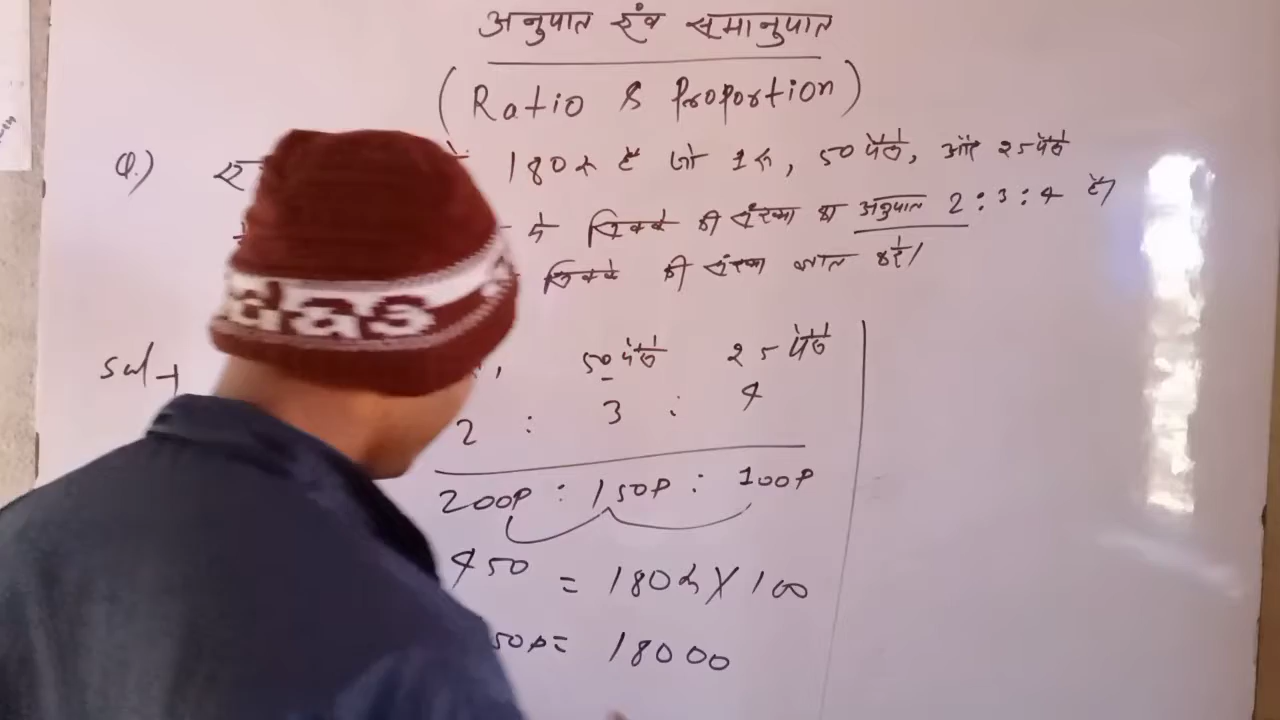 अनुपात एंव समानुपात
(Ratio & Proportion)
Q.) 180रु है जो 1रु, 50 पैसे, और 25 पैसे
के सिक्के की संख्या का अनुपात 2:3:4 है।
सिक्के की संख्या ज्ञात करें।
Sol→ 50 पैसे 25 पैसे
2 : 3 : 4
200P : 150P : 100P
450 = 180रु X 100
50P= 18000